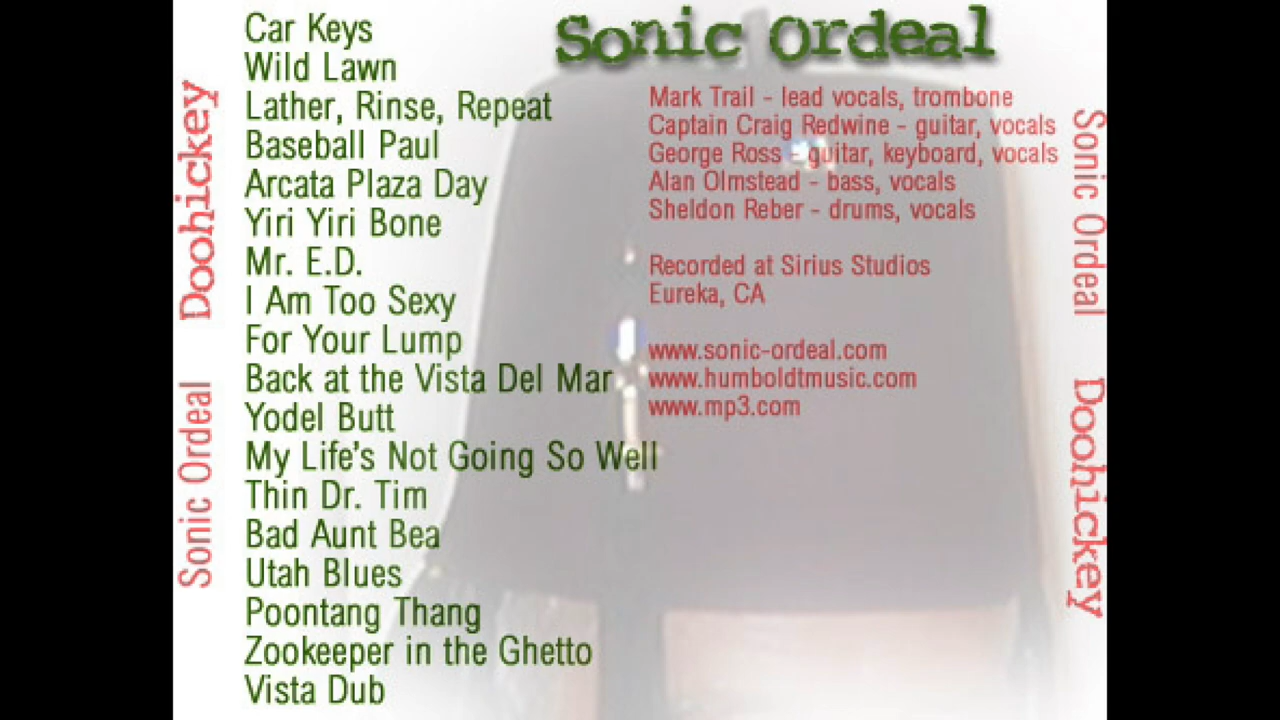 Doohickey
Sonic Ordeal
Car Keys
Wild Lawn
Lather, Rinse, Repeat
Baseball Paul
Arcata Plaza Day
Yiri Yiri Bone
Mr. E.D.
I Am Too Sexy
For Your Lump
Back at the Vista Del Mar
Yodel Butt
My Life's Not Going So Well
Thin Dr. Tim
Bad Aunt Bea
Utah Blues
Poontang Thang
Zookeeper in the Ghetto
Vista Dub
Sonic Ordeal
Mark Trail - lead vocals, trombone
Captain Craig Redwine - guitar, vocals
George Ross - guitar, keyboard, vocals
Alan Olmstead - bass, vocals
Sheldon Reber - drums, vocals
Recorded at Sirius Studios
Eureka, CA
www.sonic-ordeal.com
www.humboldtmusic.com
www.mp3.com
Sonic Ordeal
Doohickey